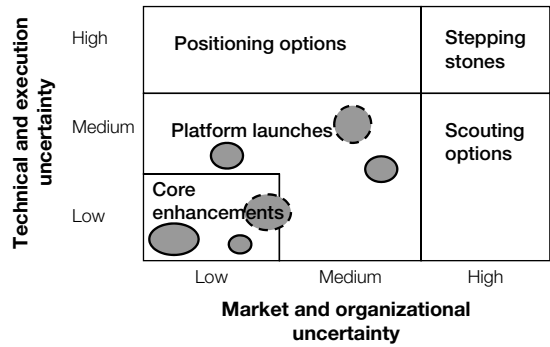 Technical and execution
uncertainty
High
Medium
Low
Positioning options
Stepping
stones
Platform launches
Scouting
options
Core
enhancements
Low
Medium
High
Market and organizational
uncertainty